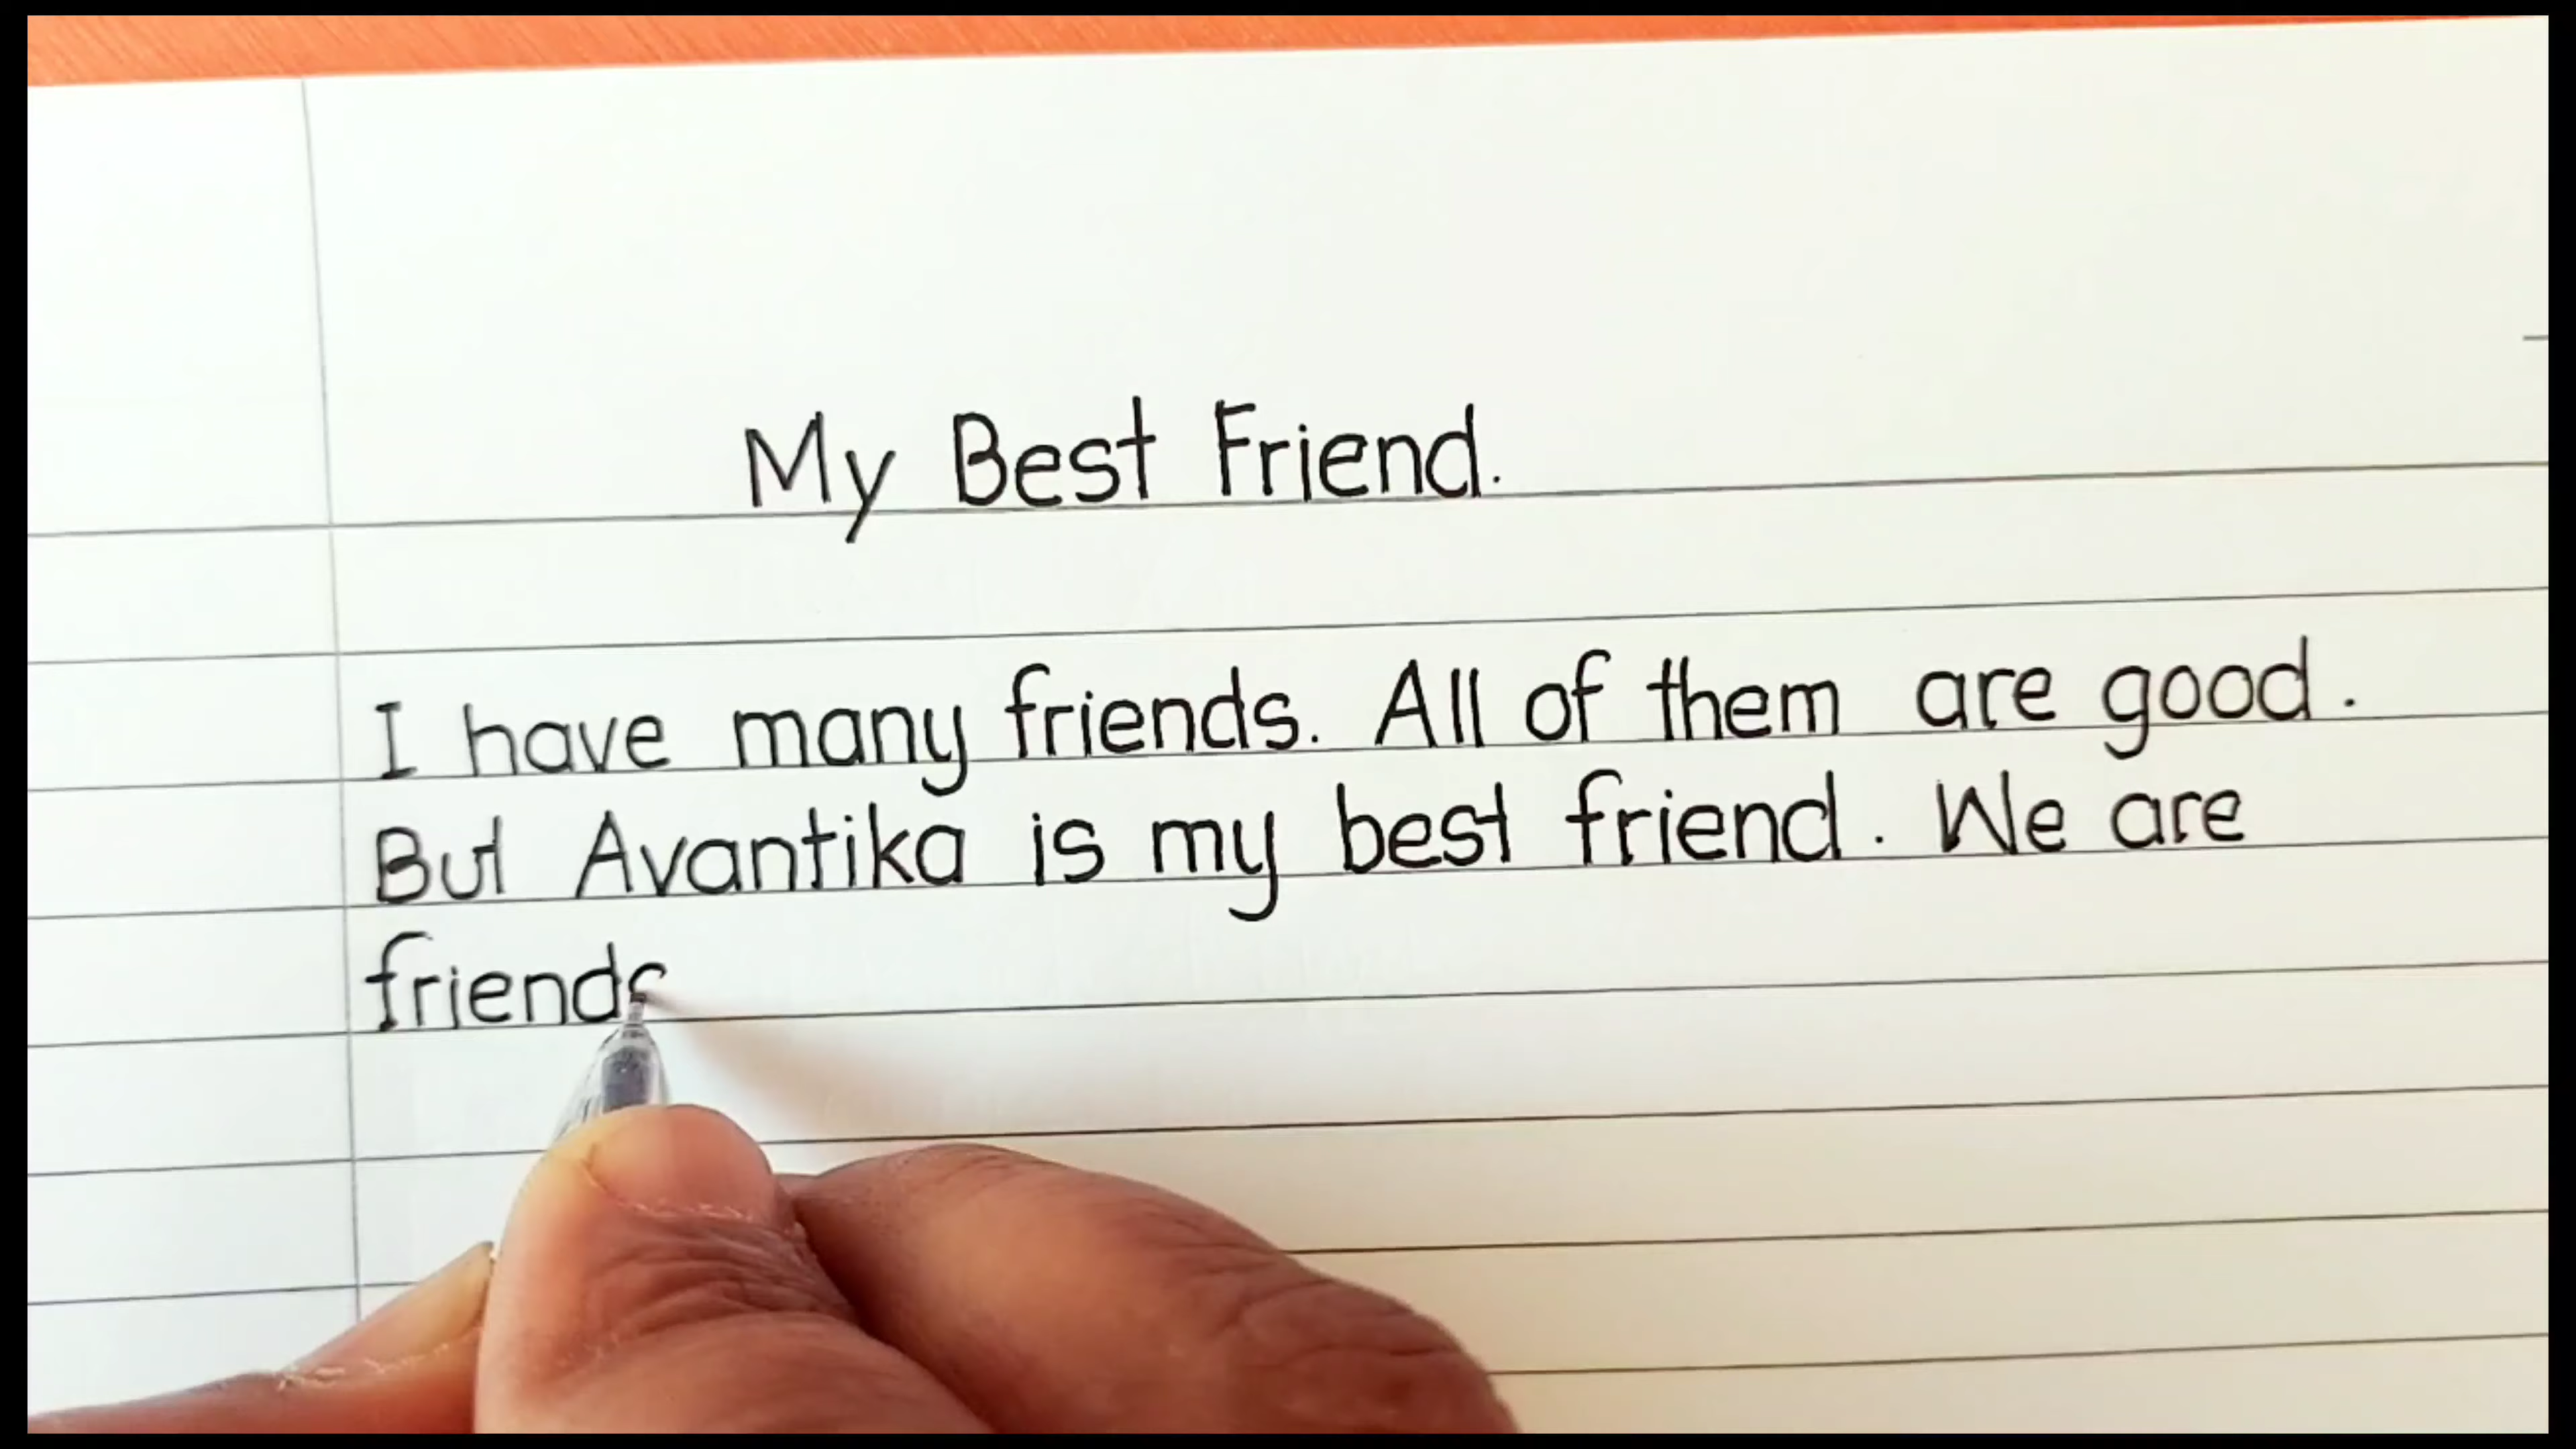 My Best Friend.
I have many friends. All of them are good.
But Avantika is my best friend. We are
friends